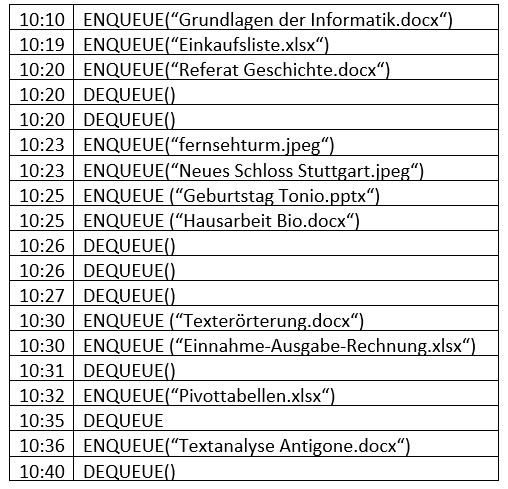 10:10 ENQUEUE(“Grundlagen der Informatik.docx“)
10:19 ENQUEUE(“Einkaufsliste.xlsx“)
10:20 ENQUEUE(“Referat Geschichte.docx“)
10:20 DEQUEUE()
10:20 DEQUEUE()
10:23 ENQUEUE(“fernsehturm.jpeg“)
10:23 ENQUEUE(“Neues Schloss Stuttgart.jpeg“)
10:25 ENQUEUE (“Geburtstag Tonio.pptx“)
10:25 ENQUEUE (“Hausarbeit Bio.docx“)
10:26 DEQUEUE()
10:26 DEQUEUE()
10:27 DEQUEUE()
10:30 ENQUEUE (“Texterörterung.docx“)
10:30 ENQUEUE (“Einnahme-Ausgabe-Rechnung.xlsx“)
10:31 DEQUEUE()
10:32 ENQUEUE(“Pivottabellen.xlsx“)
10:35 DEQUEUE
10:36 ENQUEUE(“Textanalyse Antigone.docx“)
10:40 DEQUEUE()